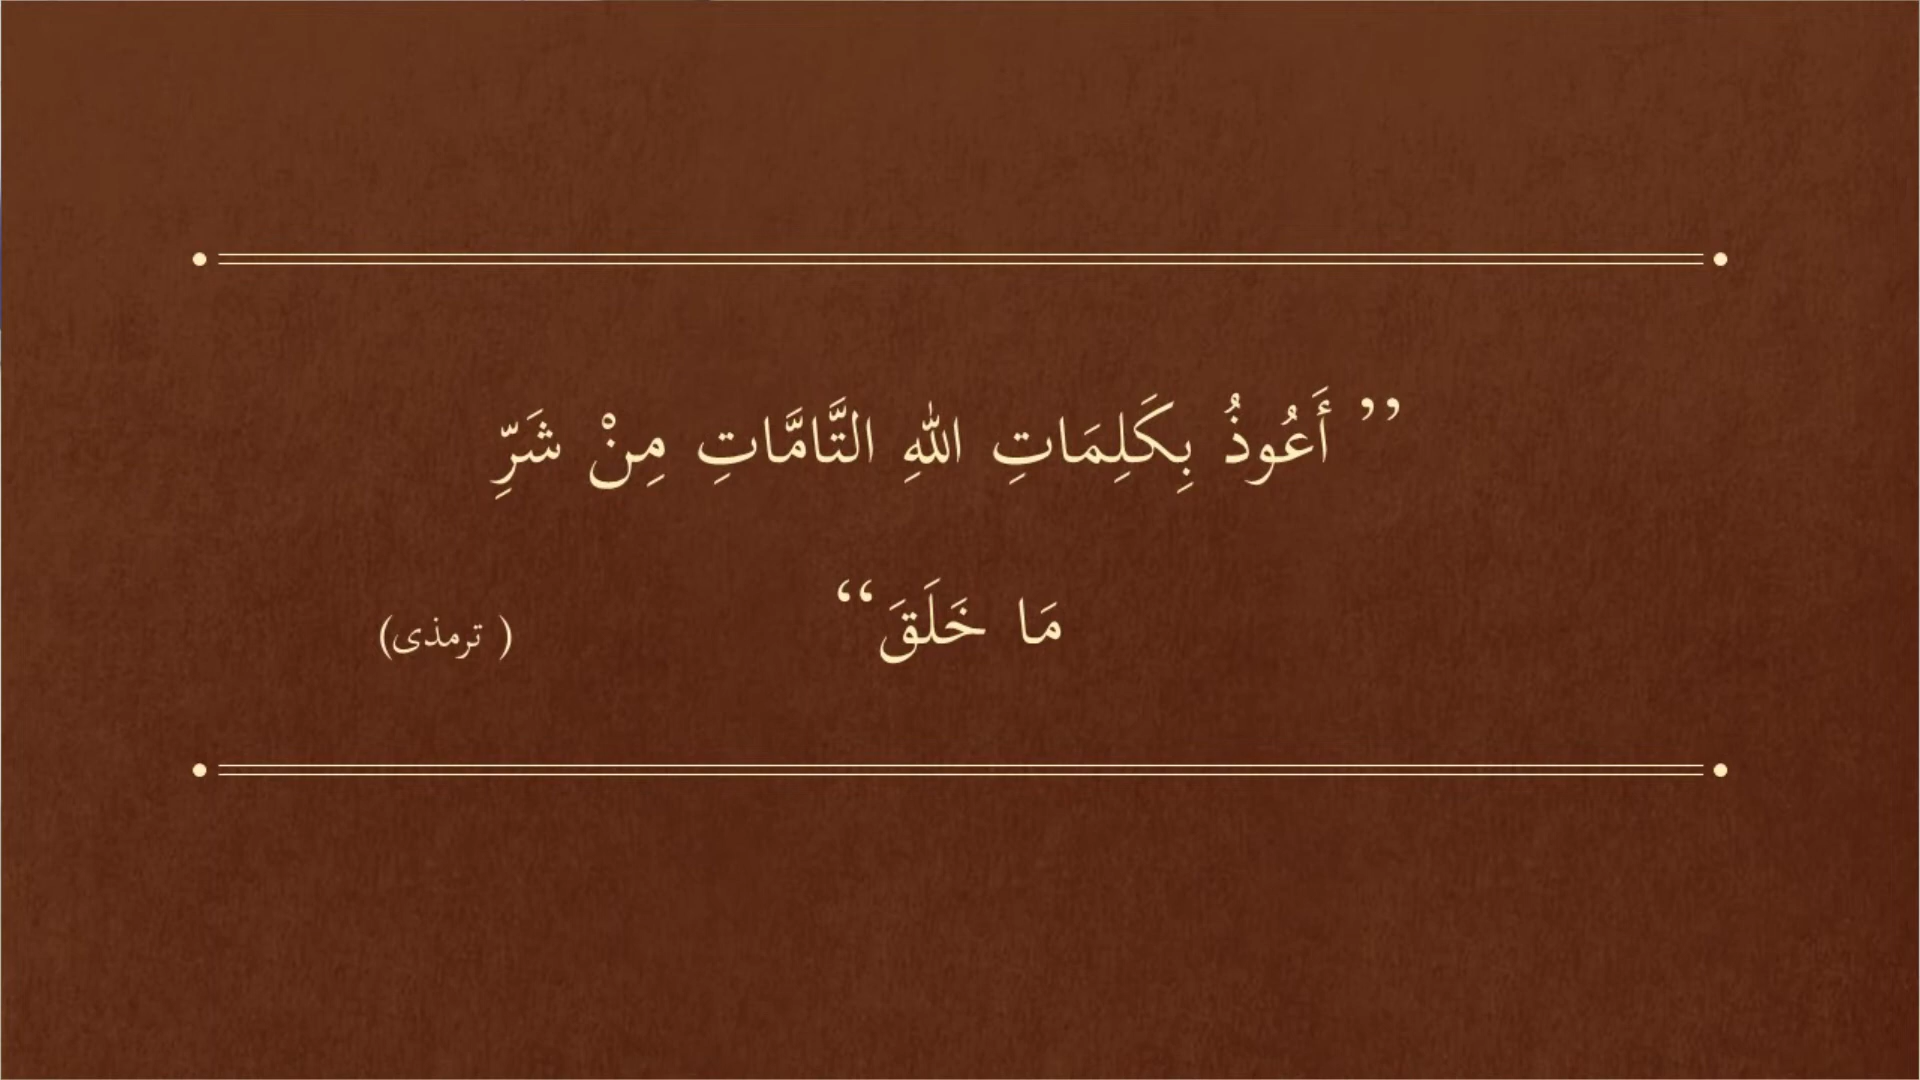 ’’ أَعُوذُ بِكَلِمَاتِ اللهِ التَّامَّاتِ مِنْ شَرِّ
مَا خَلَقَ‘‘ ( ترمذی)